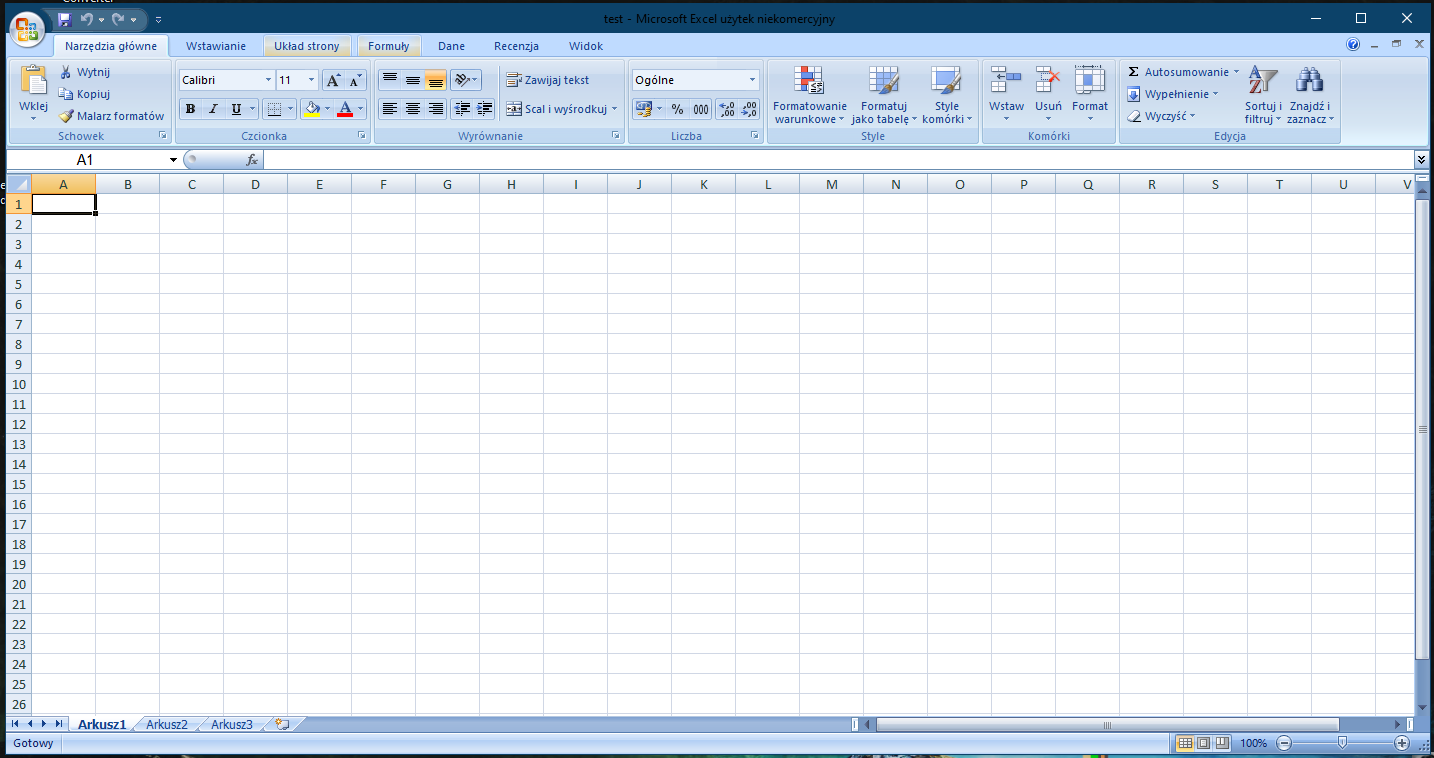 Converter
test - Microsoft Excel użytek niekomercyjny
Narzędzia główne Wstawianie Układ strony Formuły Dane Recenzja Widok
Wklej
Wytnij
Kopiuj
Malarz formatów
Schowek
Calibri 11
B I U
Czcionka
Zawijaj tekst
Scal i wyśrodkuj
Wyrównanie
Ogólne
% 000 ,00 ,00
Liczba
Formatowanie warunkowe
Formatuj jako tabelę
Style komórki
Style
Wstaw Usuń Format
Komórki
Σ Autosumowanie
Wypełnienie
Wyczyść
Sortuj i filtruj
Znajdź i zaznacz
Edycja
A1 fx
A B C D E F G H I J K L M N O P Q R S T U V
1
2
3
4
5
6
7
8
9
10
11
12
13
14
15
16
17
18
19
20
21
22
23
24
25
26
Arkusz1 Arkusz2 Arkusz3
Gotowy 100%